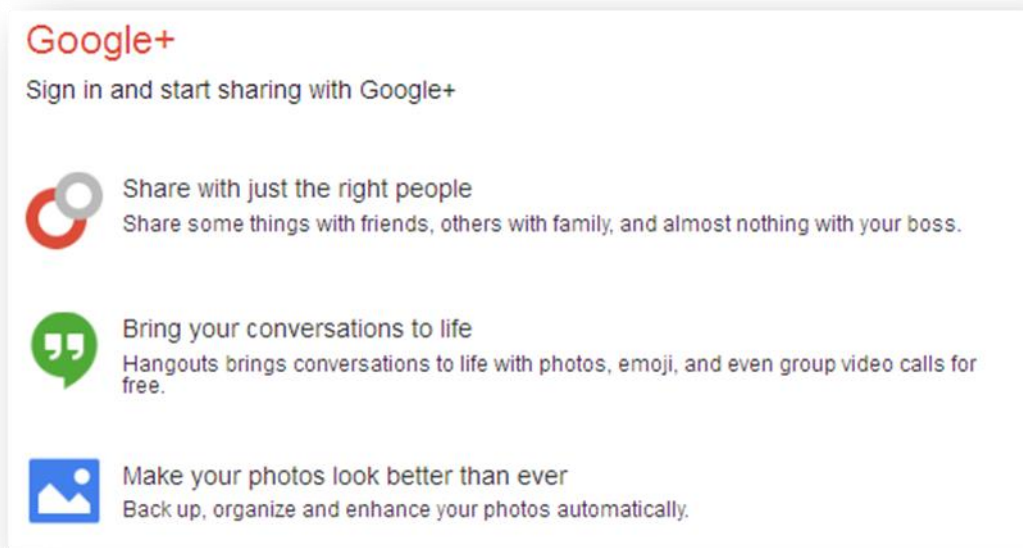 Google+
Sign in and start sharing with Google+
Share with just the right people
Share some things with friends, others with family, and almost nothing with your boss.
Bring your conversations to life
Hangouts brings conversations to life with photos, emoji, and even group video calls for
free.
Make your photos look better than ever
Back up, organize and enhance your photos automatically.